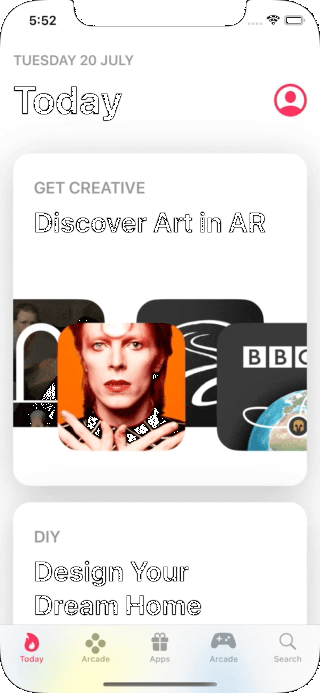 5:52
TUESDAY 20 JULY
Today
GET CREATIVE
Discover Art in AR
BBC
DIY
Design Your
Dream Home
Today
Arcade
Apps
Arcade
Search